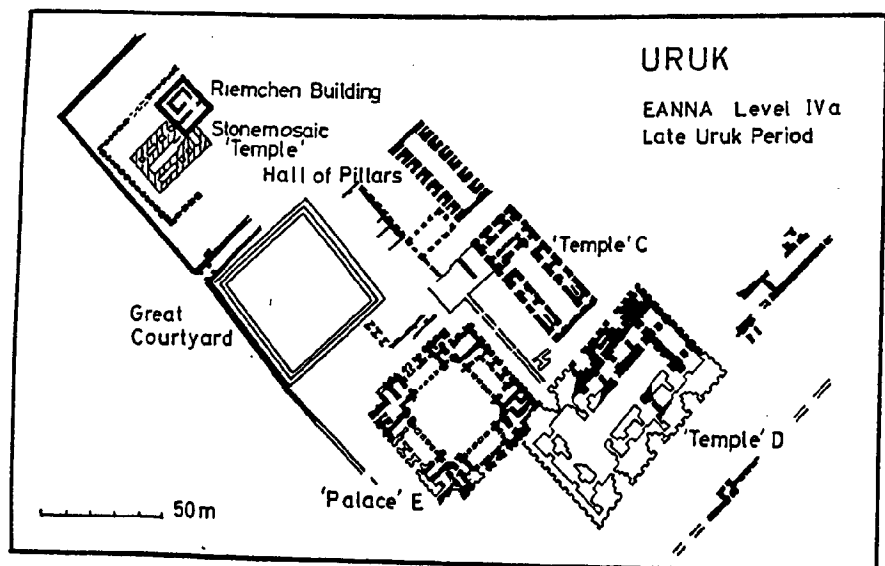 URUK
EANNA Level IVa
Late Uruk Period
Riemchen Building
Stonemosaic
'Temple'
Hall of Pillars
'Temple' C
Great
Courtyard
'Temple' D
'Palace' E
50m